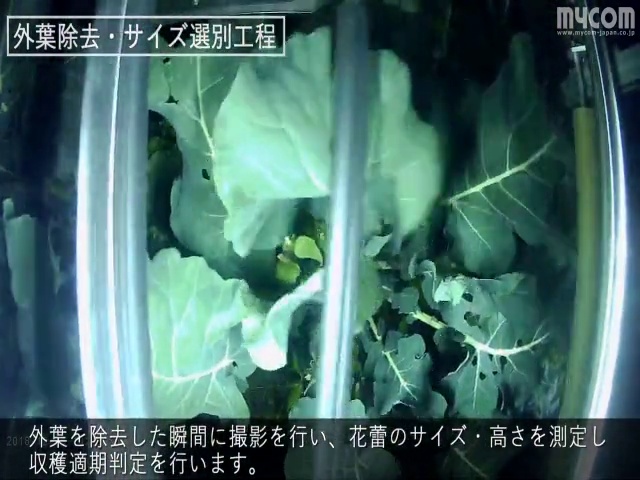 外葉除去・サイズ選別工程
mycom
www.mycom-japan.co.jp
外葉を除去した瞬間に撮影を行い、花蕾のサイズ・高さを測定し
収穫適期判定を行います。